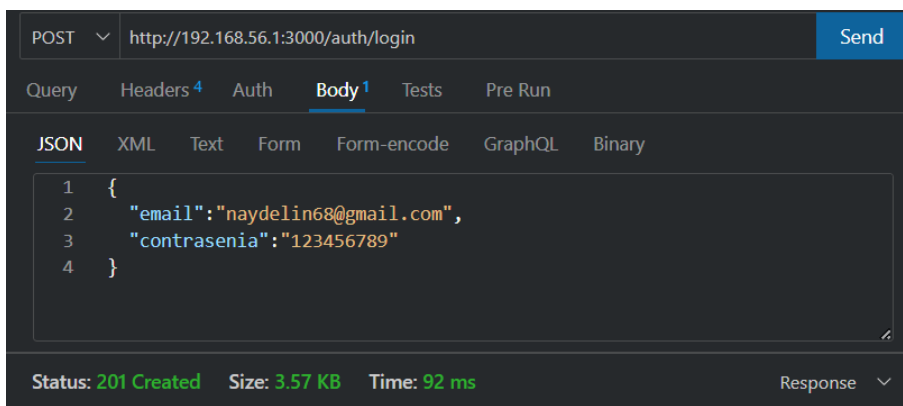 POST http://192.168.56.1:3000/auth/login Send
Query Headers 4 Auth Body 1 Tests Pre Run
JSON XML Text Form Form-encode GraphQL Binary
1 {
2 "email":"naydelin68@gmail.com",
3 "contrasenia":"123456789"
4 }
Status: 201 Created Size: 3.57 KB Time: 92 ms Response